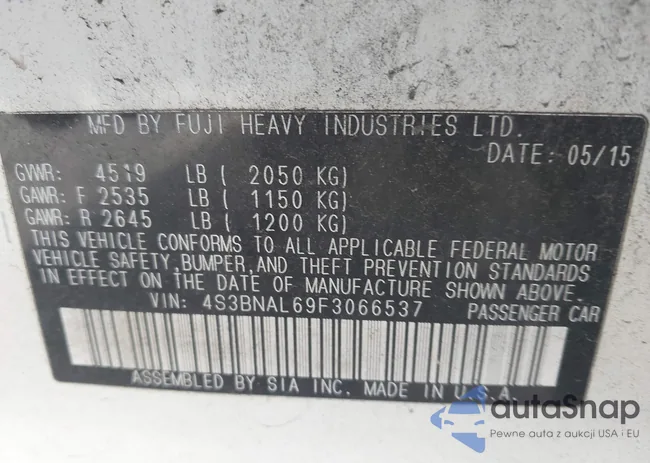 MFD BY FUJI HEAVY INDUSTRIES LTD.
DATE: 05/15
GVWR: 4519 LB ( 2050 KG)
GAWR: F 2535 LB ( 1150 KG)
GAWR: R 2645 LB ( 1200 KG)
THIS VEHICLE CONFORMS TO ALL APPLICABLE FEDERAL MOTOR
VEHICLE SAFETY, BUMPER, AND THEFT PREVENTION STANDARDS
IN EFFECT ON THE DATE OF MANUFACTURE SHOWN ABOVE.
VIN: 4S3BNAL69F3066537 PASSENGER CAR
ASSEMBLED BY SIA INC. MADE IN U.S.A.
autaSnap
Pewne auta z aukcji USA i EU